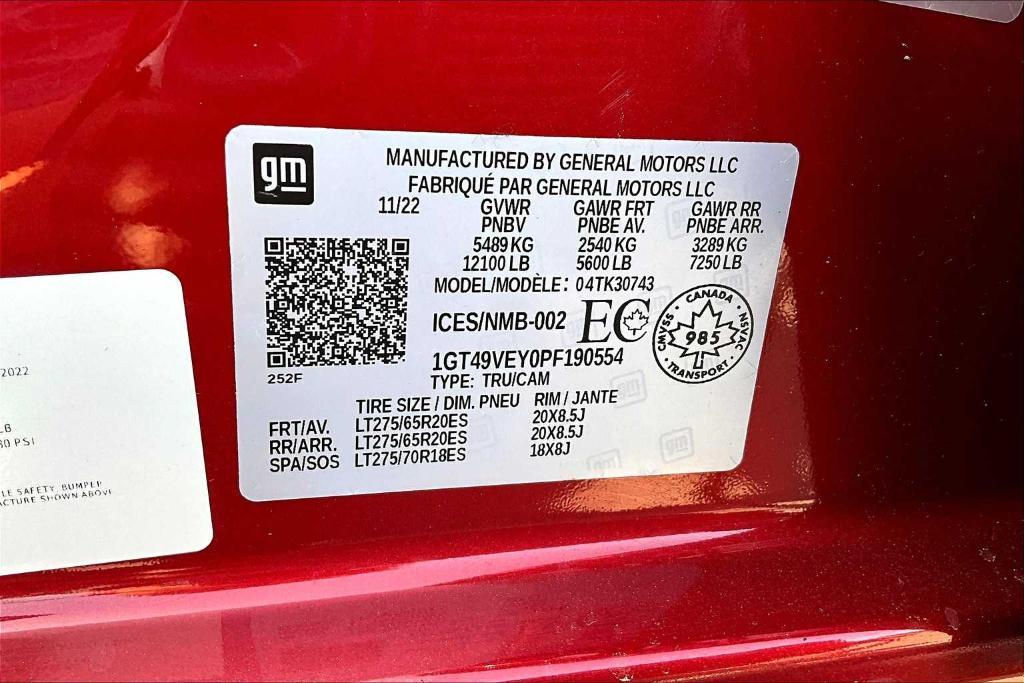 gm
MANUFACTURED BY GENERAL MOTORS LLC
FABRIQUÉ PAR GENERAL MOTORS LLC
11/22 GVWR GAWR FRT GAWR RR
PNBV PNBE AV. PNBE ARR.
5489 KG 2540 KG 3289 KG
12100 LB 5600 LB 7250 LB
MODEL/MODÈLE: 04TK30743
ICES/NMB-002 EC
CANADA
CMVSS 985 NSVAC
TRANSPORT
1GT49VEY0PF190554
252F
TYPE: TRU/CAM
TIRE SIZE / DIM. PNEU RIM / JANTE
FRT/AV. LT275/65R20ES 20X8.5J
RR/ARR. LT275/65R20ES 20X8.5J
SPA/SOS LT275/70R18ES 18X8J
2022
LB
80 PSI
SAFETY, BUMPER
SHOWN ABOVE